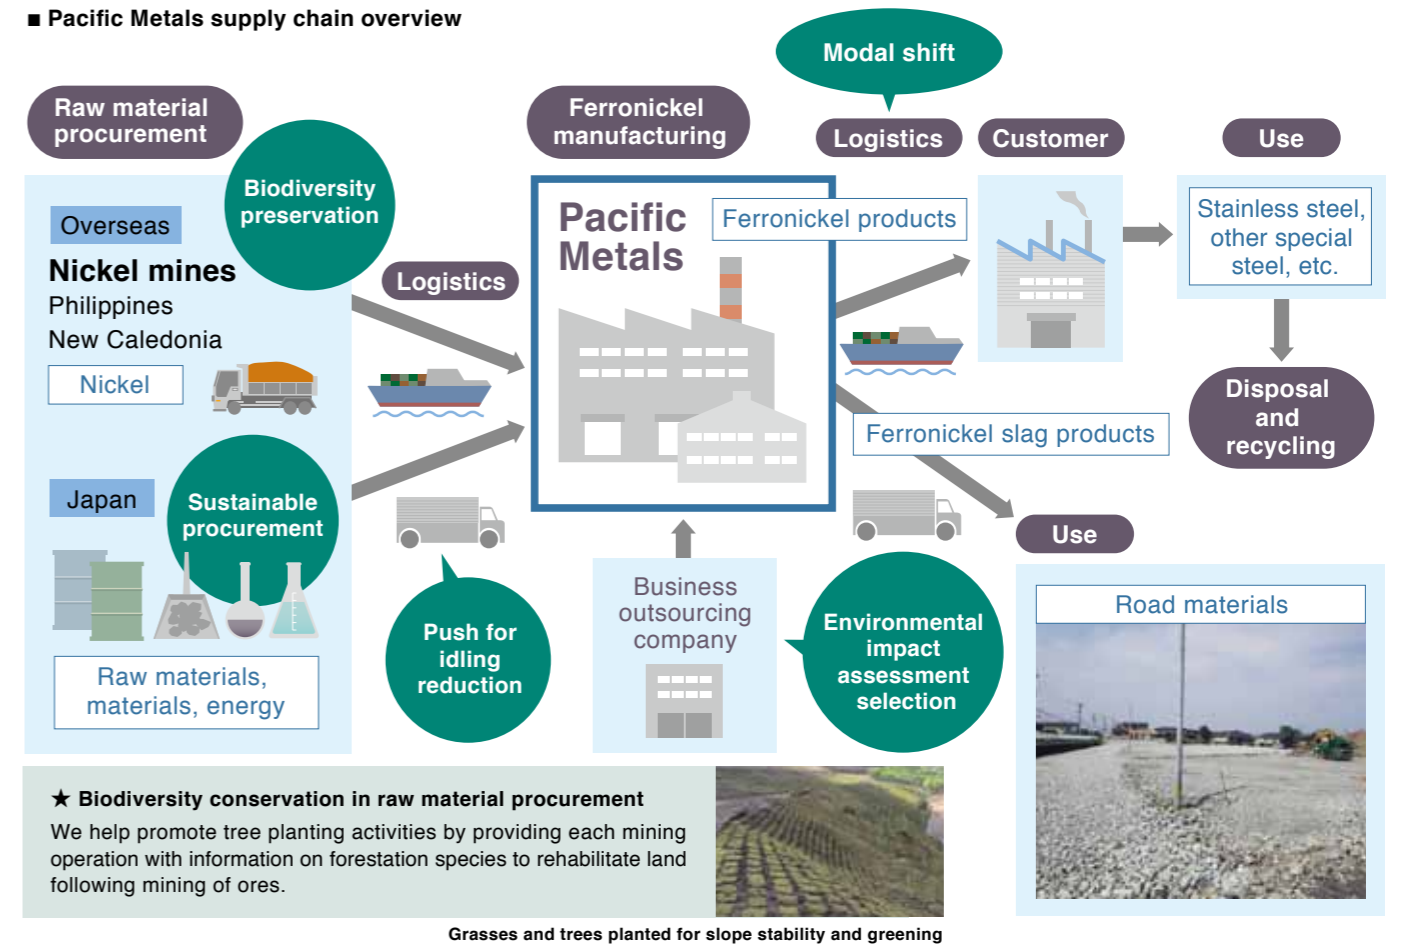 ■ Pacific Metals supply chain overview
Modal shift
Raw material
procurement
Ferronickel
manufacturing
Logistics
Customer
Use
Biodiversity
preservation
Overseas
Nickel mines
Philippines
New Caledonia
Nickel
Logistics
Pacific
Metals
Ferronickel products
Stainless steel,
other special
steel, etc.
Disposal
and
recycling
Ferronickel slag products
Japan
Sustainable
procurement
Raw materials,
materials, energy
Push for
idling
reduction
Business
outsourcing
company
Environmental
impact
assessment
selection
Use
Road materials
★ Biodiversity conservation in raw material procurement
We help promote tree planting activities by providing each mining
operation with information on forestation species to rehabilitate land
following mining of ores.
Grasses and trees planted for slope stability and greening